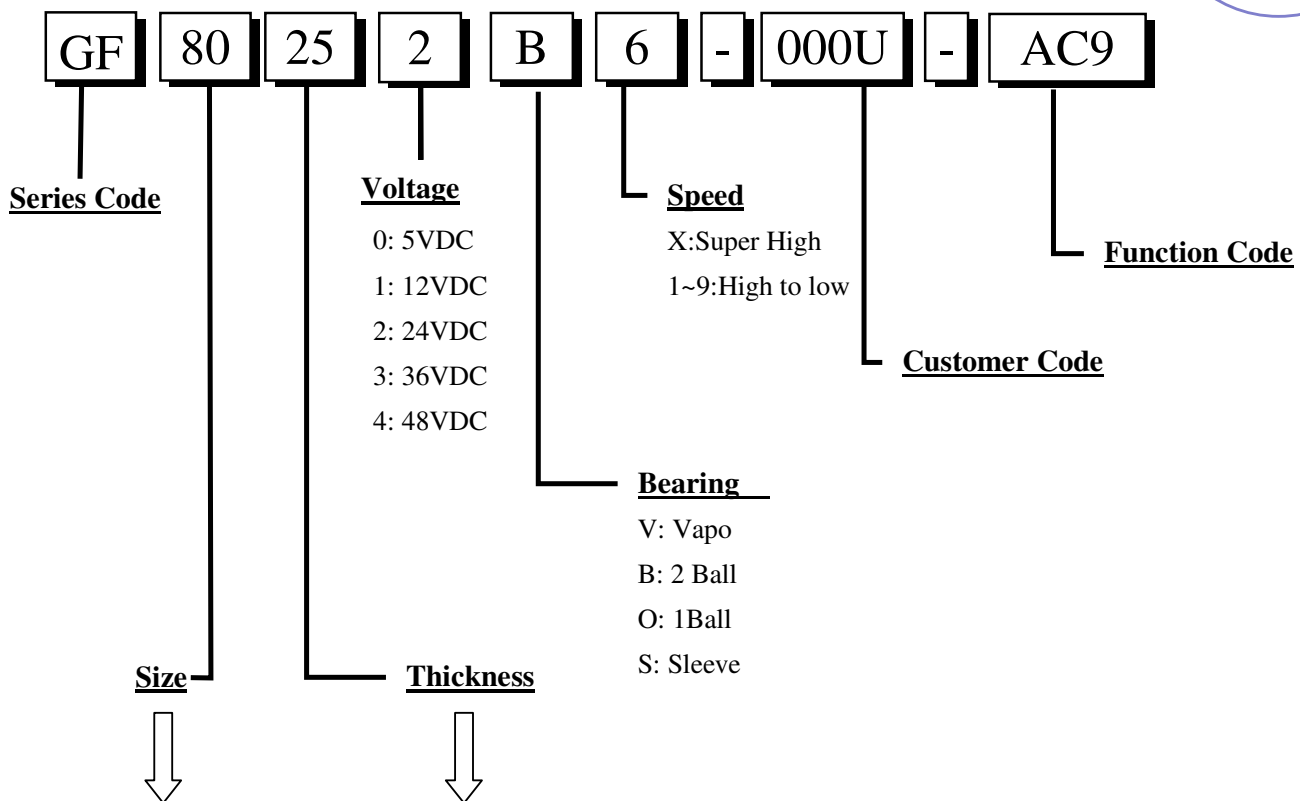 GF 80 25 2 B 6 - 000U - AC9
Series Code
Voltage
0: 5VDC
1: 12VDC
2: 24VDC
3: 36VDC
4: 48VDC
Speed
X:Super High
1~9:High to low
Function Code
Customer Code
Bearing
V: Vapo
B: 2 Ball
O: 1Ball
S: Sleeve
Size
Thickness